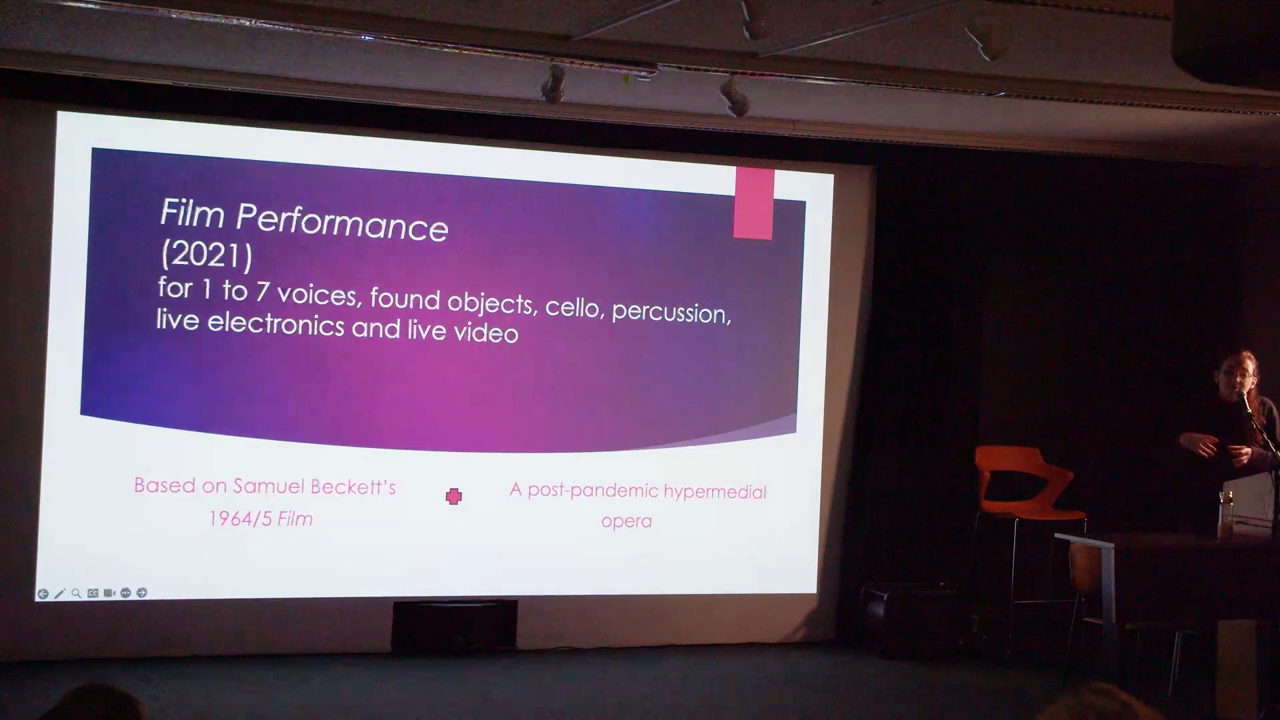 Film Performance
(2021)
for 1 to 7 voices, found objects, cello, percussion,
live electronics and live video
Based on Samuel Beckett's
1964/5 Film
A post-pandemic hypermedial
opera